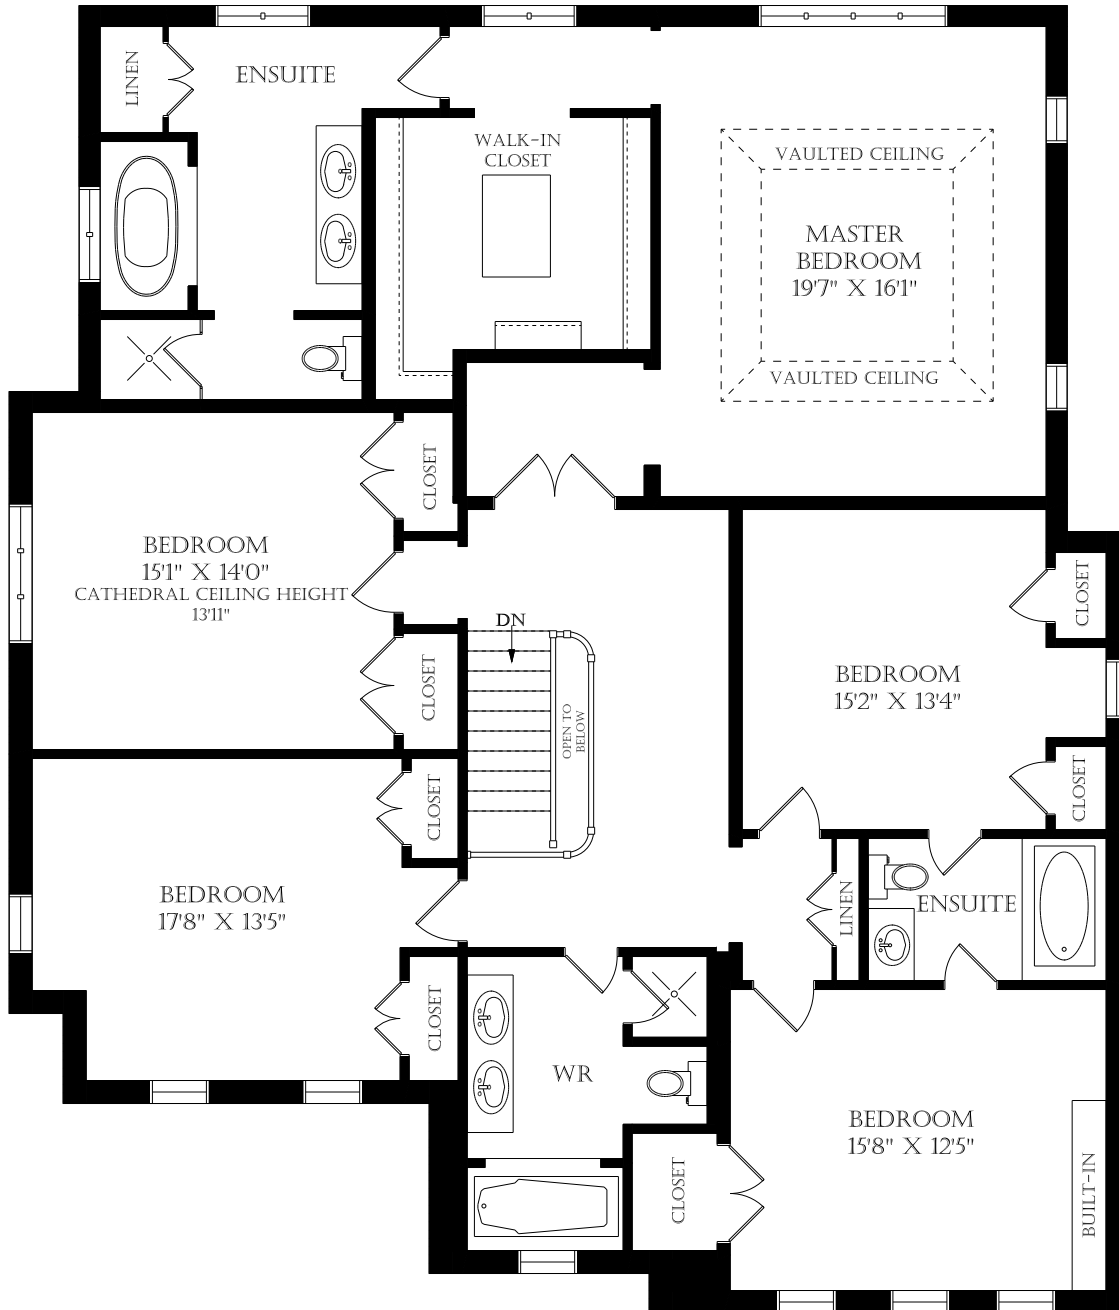 LINEN
ENSUITE
WALK-IN
CLOSET
VAULTED CEILING
MASTER
BEDROOM
19'7" X 16'1"
VAULTED CEILING
CLOSET
BEDROOM
15'1" X 14'0"
CATHEDRAL CEILING HEIGHT
13'11"
CLOSET
DN
OPEN TO
BELOW
CLOSET
BEDROOM
15'2" X 13'4"
CLOSET
CLOSET
BEDROOM
17'8" X 13'5"
CLOSET
LINEN
ENSUITE
WR
CLOSET
BEDROOM
15'8" X 12'5"
BUILT-IN